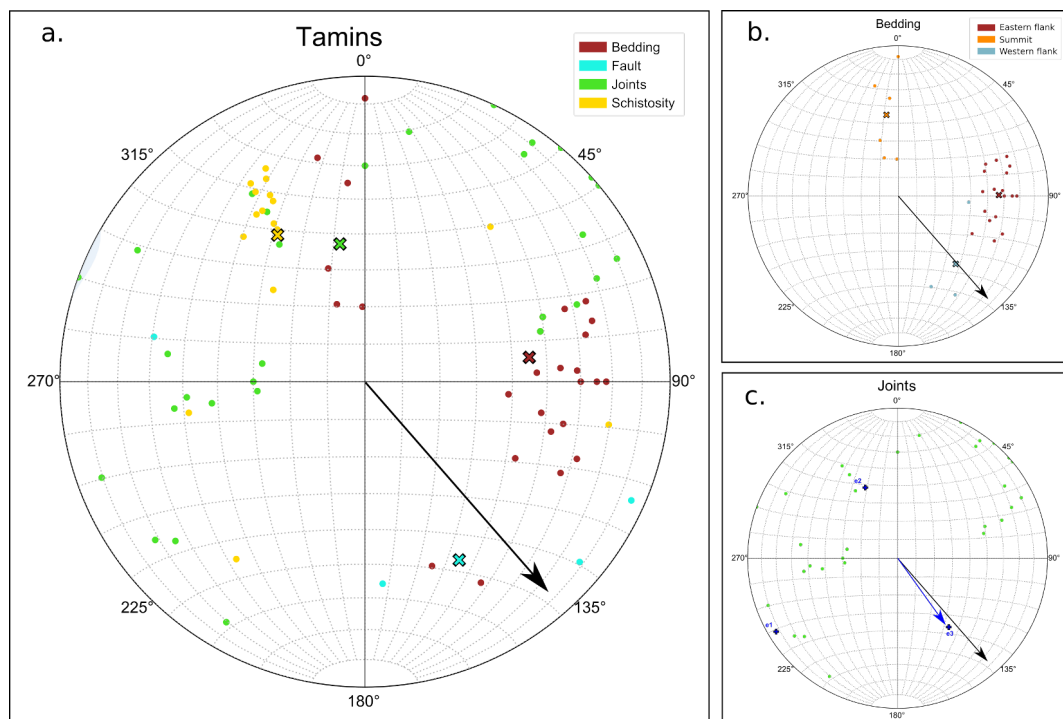 a.
Tamins
Bedding
Fault
Joints
Schistosity
0°
45°
90°
135°
180°
225°
270°
315°
b.
Bedding
Eastern flank
Summit
Western flank
0°
45°
90°
135°
180°
225°
270°
315°
c.
Joints
0°
45°
90°
135°
180°
225°
270°
315°
e2
e1
e3